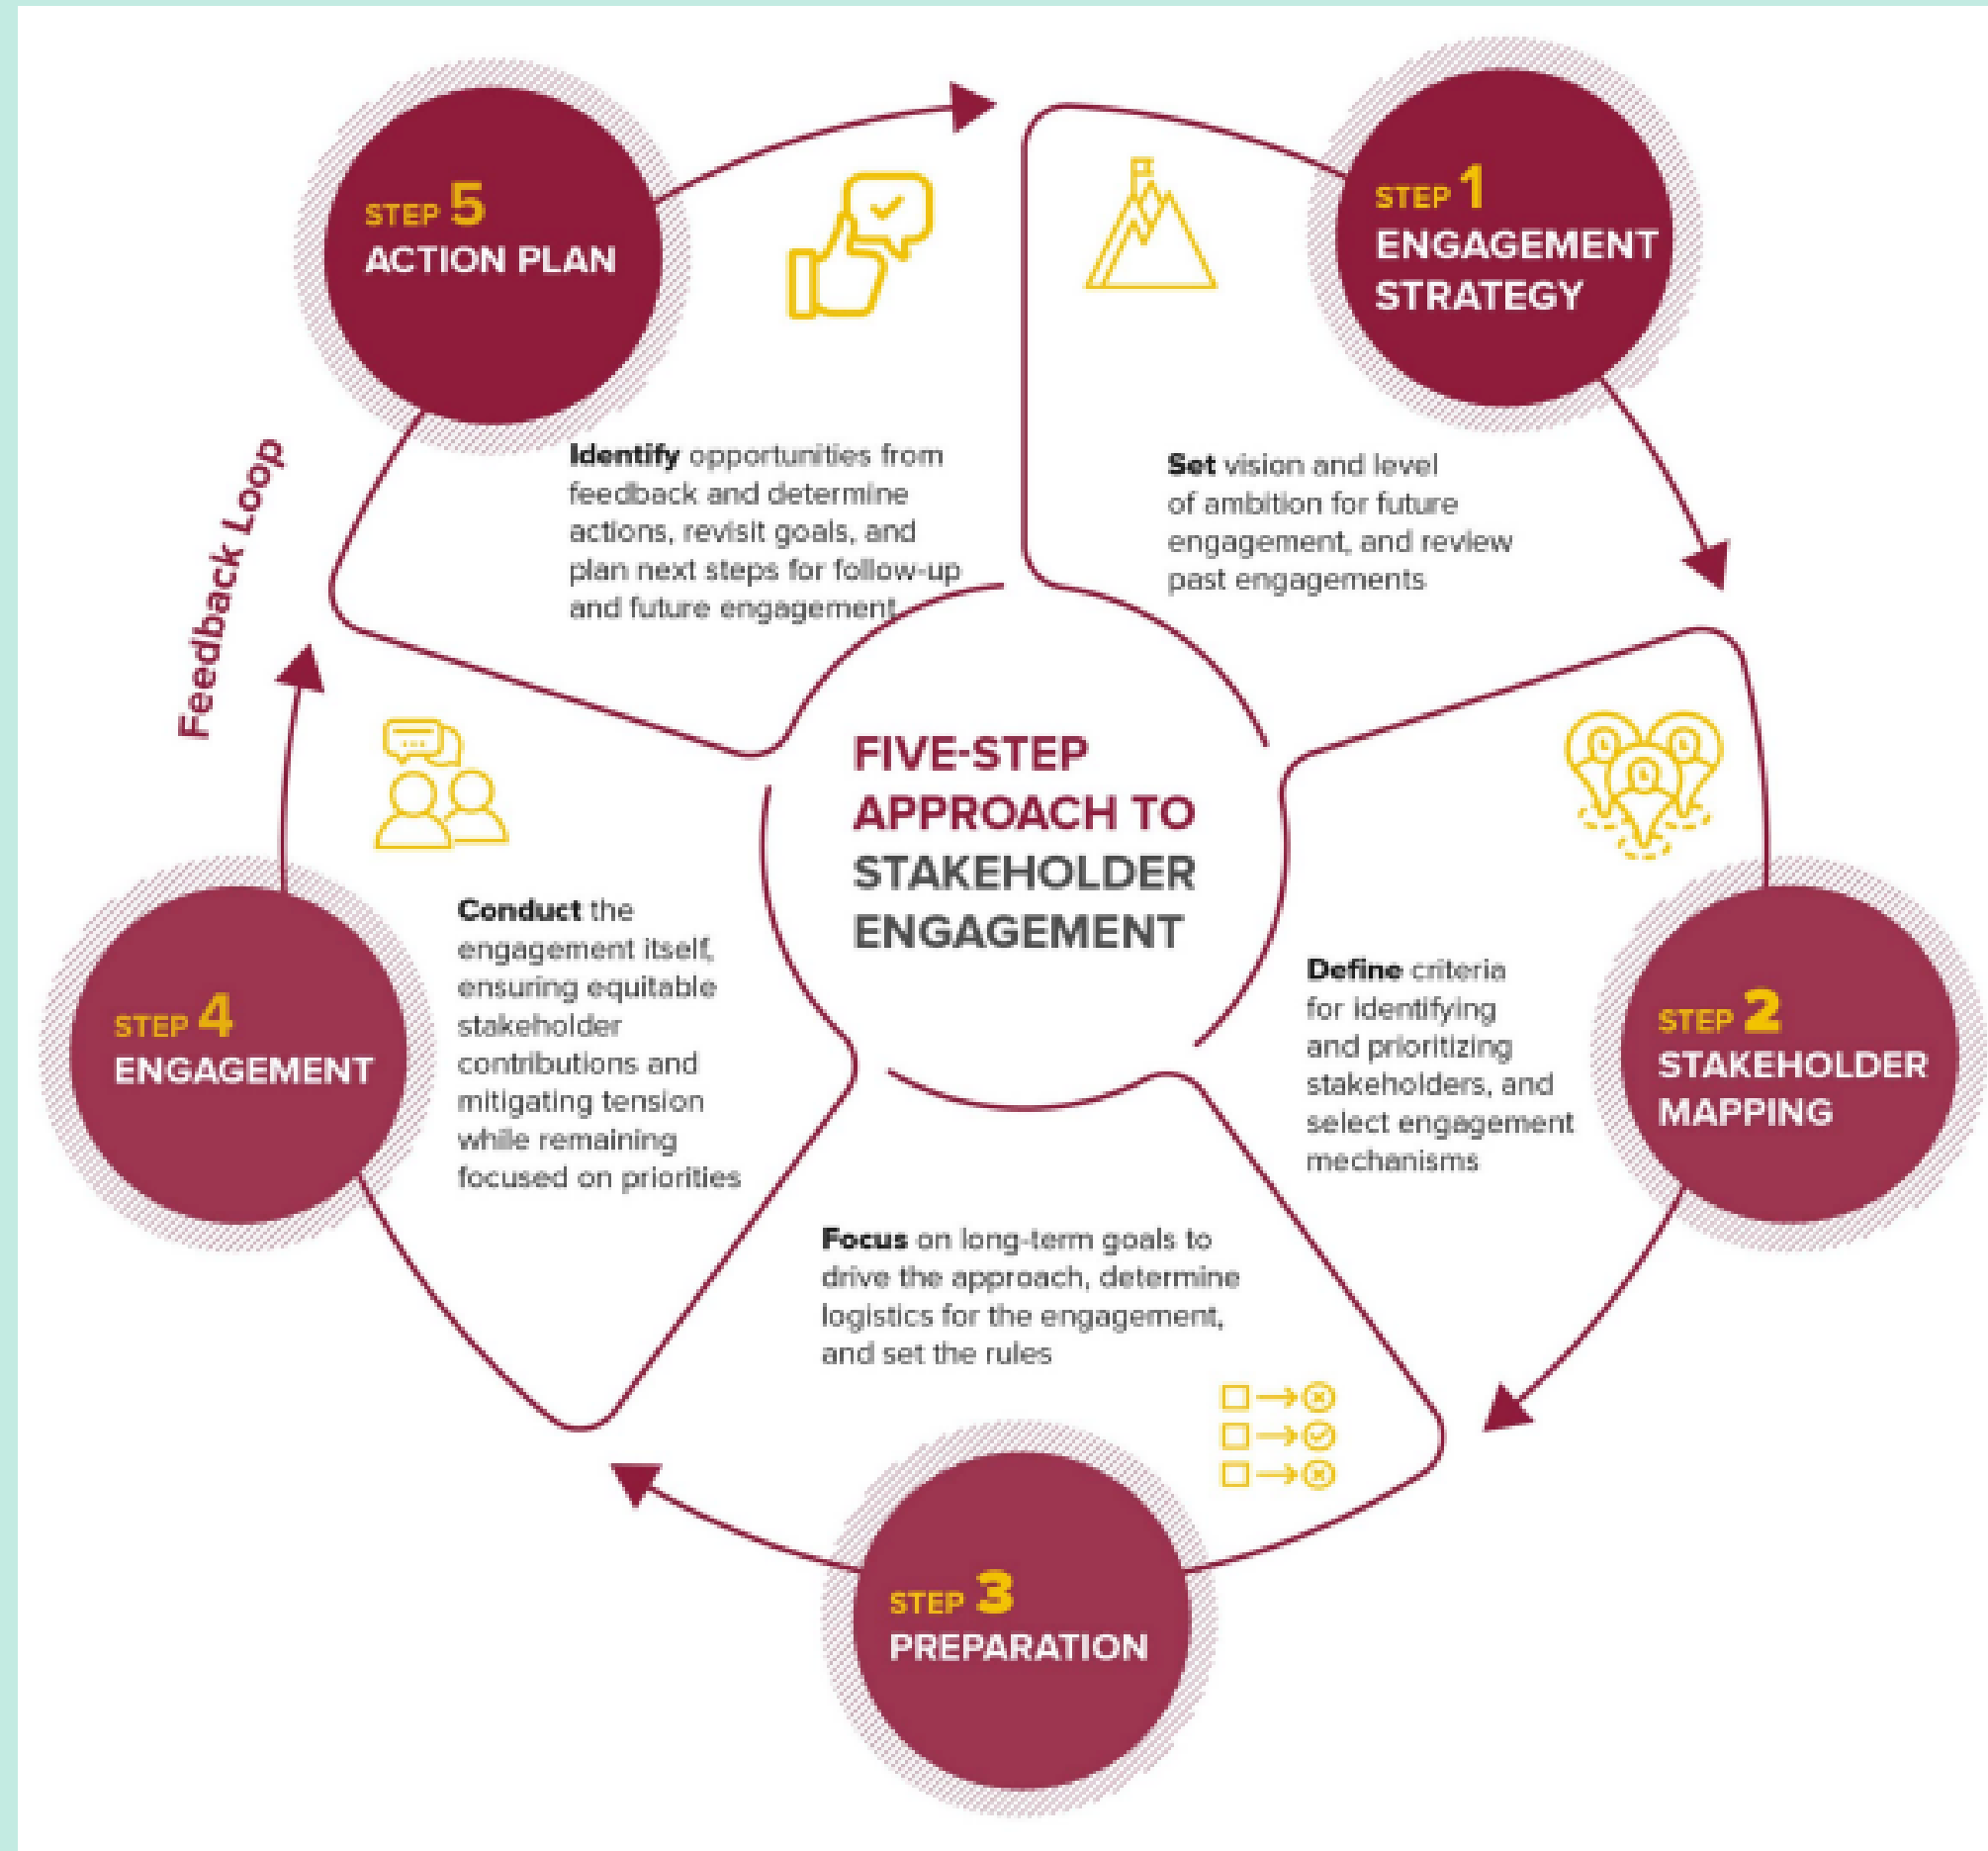 FIVE-STEP
APPROACH TO
STAKEHOLDER
ENGAGEMENT
STEP 1
ENGAGEMENT
STRATEGY
Set vision and level
of ambition for future
engagement, and review
past engagements
STEP 2
STAKEHOLDER
MAPPING
Define criteria
for identifying
and prioritizing
stakeholders, and
select engagement
mechanisms
STEP 3
PREPARATION
Focus on long-term goals to
drive the approach, determine
logistics for the engagement,
and set the rules
STEP 4
ENGAGEMENT
Conduct the
engagement itself,
ensuring equitable
stakeholder
contributions and
mitigating tension
while remaining
focused on priorities
Feedback Loop
STEP 5
ACTION PLAN
Identify opportunities from
feedback and determine
actions, revisit goals, and
plan next steps for follow-up
and future engagement